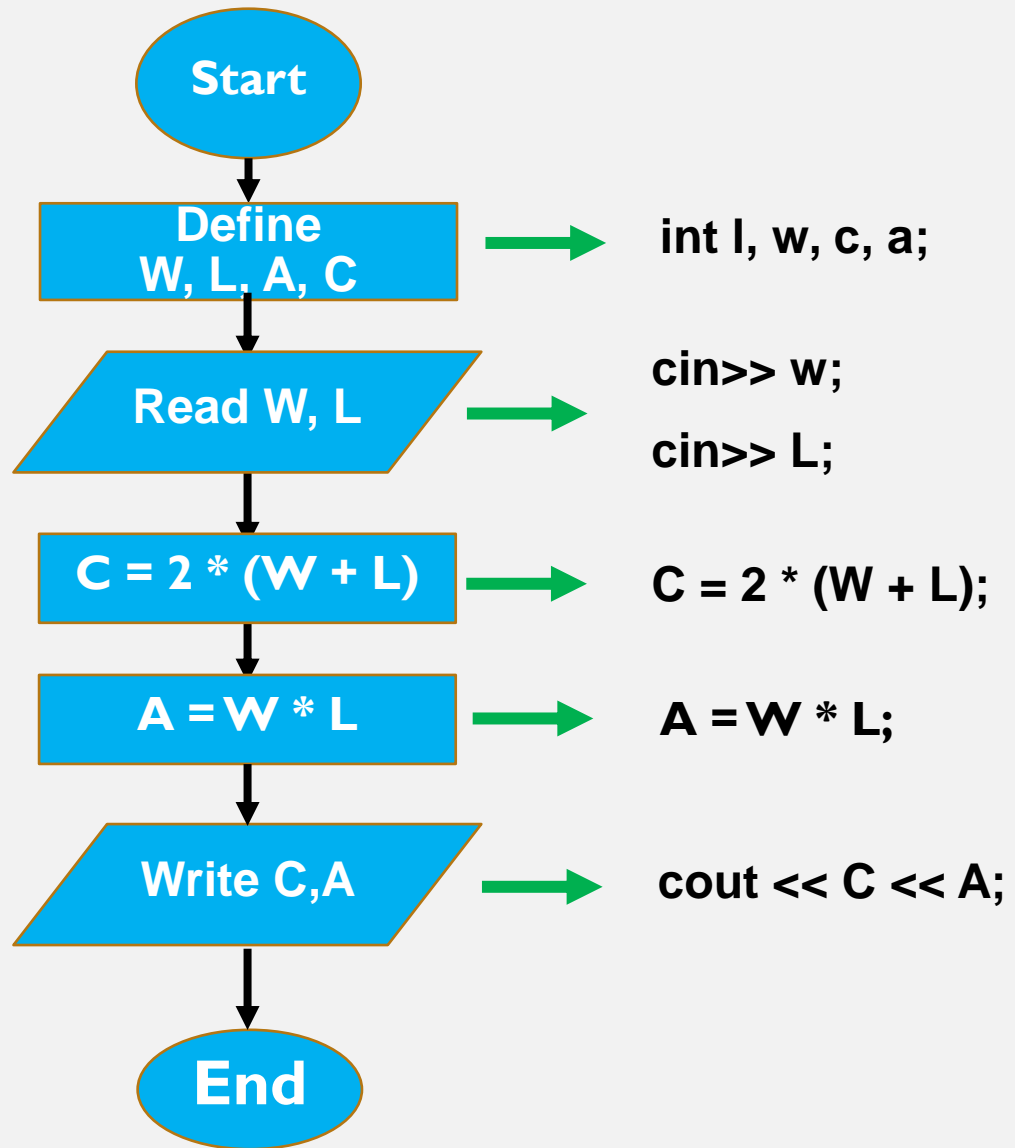 Start
Define
W, L, A, C
int l, w, c, a;
Read W, L
cin>> w;
cin>> L;
C = 2 * (W + L)
C = 2 * (W + L);
A = W * L
A = W * L;
Write C,A
cout << C << A;
End